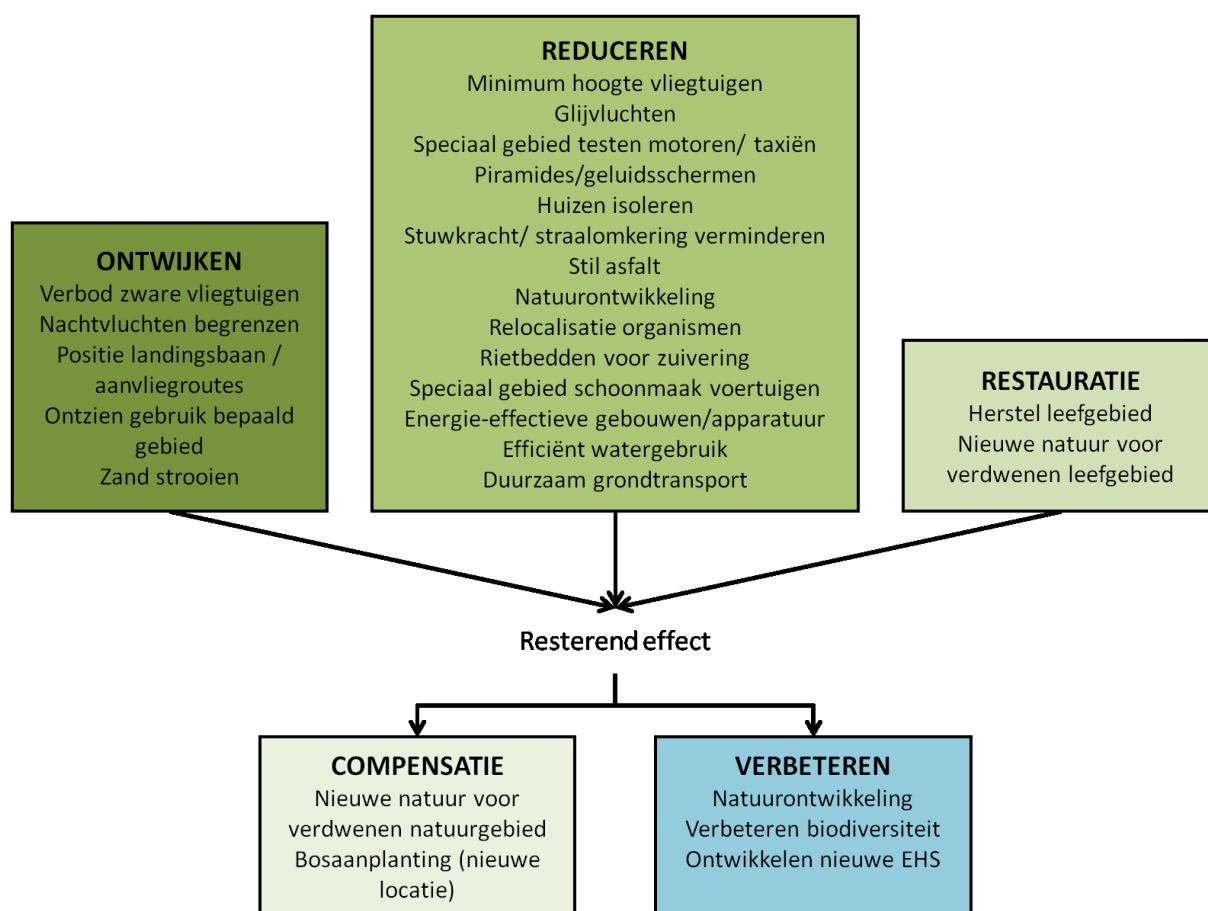 REDUCEREN
Minimum hoogte vliegtuigen
Glijvluchten
Speciaal gebied testen motoren/ taxiën
Piramides/geluidsschermen
Huizen isoleren
Stuwkracht/ straalomkering verminderen
Stil asfalt
Natuurontwikkeling
Relocalisatie organismen
Rietbedden voor zuivering
Speciaal gebied schoonmaak voertuigen
Energie-effectieve gebouwen/apparatuur
Efficiënt watergebruik
Duurzaam grondtransport
ONTWIJKEN
Verbod zware vliegtuigen
Nachtvluchten begrenzen
Positie landingsbaan /
aanvliegroutes
Ontzien gebruik bepaald
gebied
Zand strooien
RESTAURATIE
Herstel leefgebied
Nieuwe natuur voor
verdwenen leefgebied
Resterend effect
COMPENSATIE
Nieuwe natuur voor
verdwenen natuurgebied
Bosaanplanting (nieuwe
locatie)
VERBETEREN
Natuurontwikkeling
Verbeteren biodiversiteit
Ontwikkelen nieuwe EHS